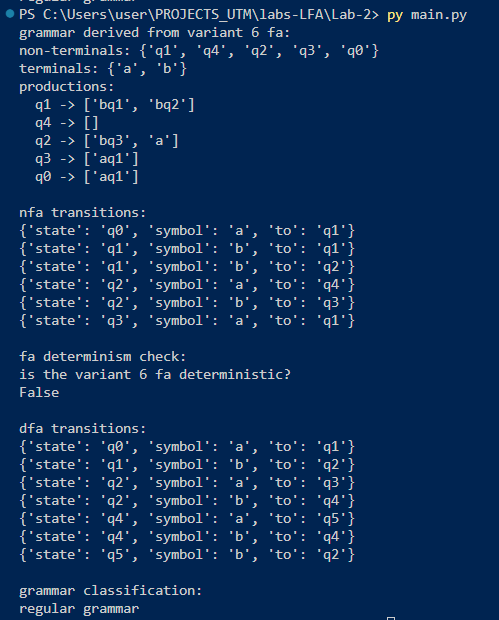 PS C:\Users\user\PROJECTS_UTM\labs-LFA\Lab-2> py main.py
grammar derived from variant 6 fa:
non-terminals: {'q1', 'q4', 'q2', 'q3', 'q0'}
terminals: {'a', 'b'}
productions:
  q1 -> ['bq1', 'bq2']
  q4 -> []
  q2 -> ['bq3', 'a']
  q3 -> ['aq1']
  q0 -> ['aq1']

nfa transitions:
{'state': 'q0', 'symbol': 'a', 'to': 'q1'}
{'state': 'q1', 'symbol': 'b', 'to': 'q1'}
{'state': 'q1', 'symbol': 'b', 'to': 'q2'}
{'state': 'q2', 'symbol': 'a', 'to': 'q4'}
{'state': 'q2', 'symbol': 'b', 'to': 'q3'}
{'state': 'q3', 'symbol': 'a', 'to': 'q1'}

fa determinism check:
is the variant 6 fa deterministic?
False

dfa transitions:
{'state': 'q0', 'symbol': 'a', 'to': 'q1'}
{'state': 'q1', 'symbol': 'b', 'to': 'q2'}
{'state': 'q2', 'symbol': 'a', 'to': 'q3'}
{'state': 'q2', 'symbol': 'b', 'to': 'q4'}
{'state': 'q4', 'symbol': 'a', 'to': 'q5'}
{'state': 'q4', 'symbol': 'b', 'to': 'q4'}
{'state': 'q5', 'symbol': 'b', 'to': 'q2'}

grammar classification:
regular grammar